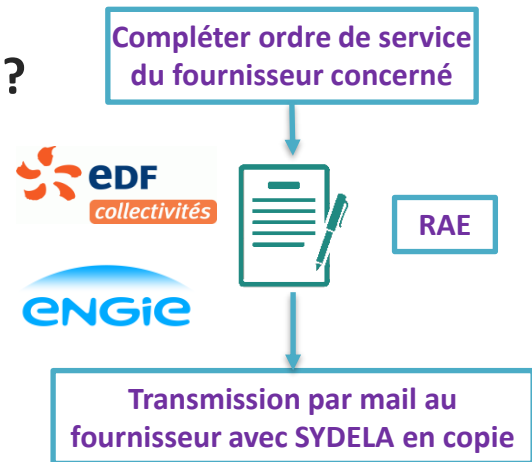 Compléter ordre de service
du fournisseur concerné
?
eDF
collectivités
RAE
ENGIE
Transmission par mail au
fournisseur avec SYDELA en copie